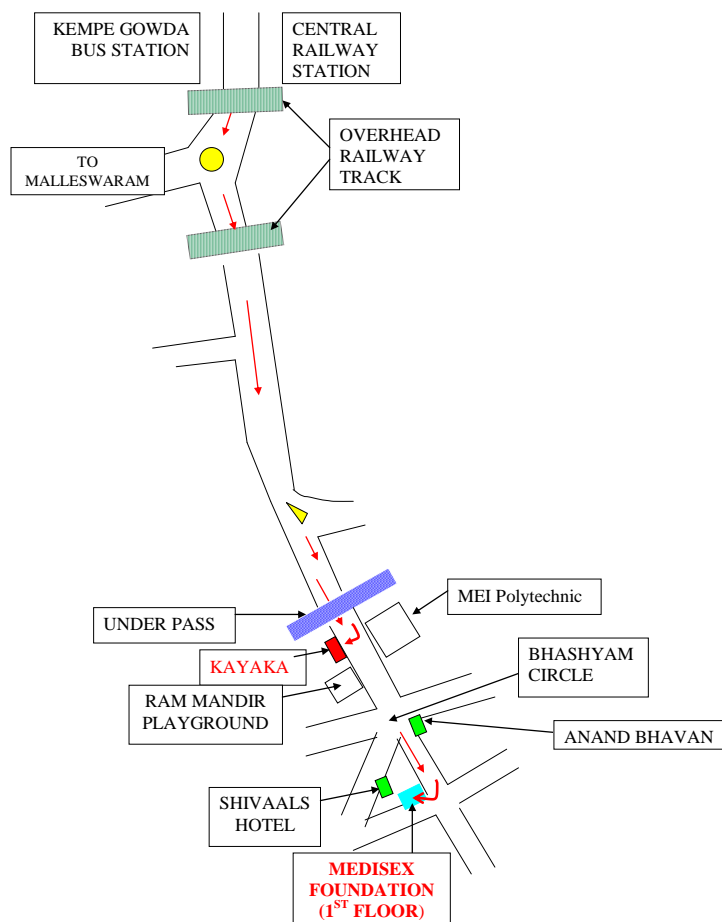 KEMPE GOWDA
BUS STATION
CENTRAL
RAILWAY
STATION
OVERHEAD
RAILWAY
TRACK
TO
MALLESWARAM
MEI Polytechnic
UNDER PASS
KAYAKA
BHASHYAM
CIRCLE
RAM MANDIR
PLAYGROUND
ANAND BHAVAN
SHIVAALS
HOTEL
MEDISEX
FOUNDATION
(1ST FLOOR)